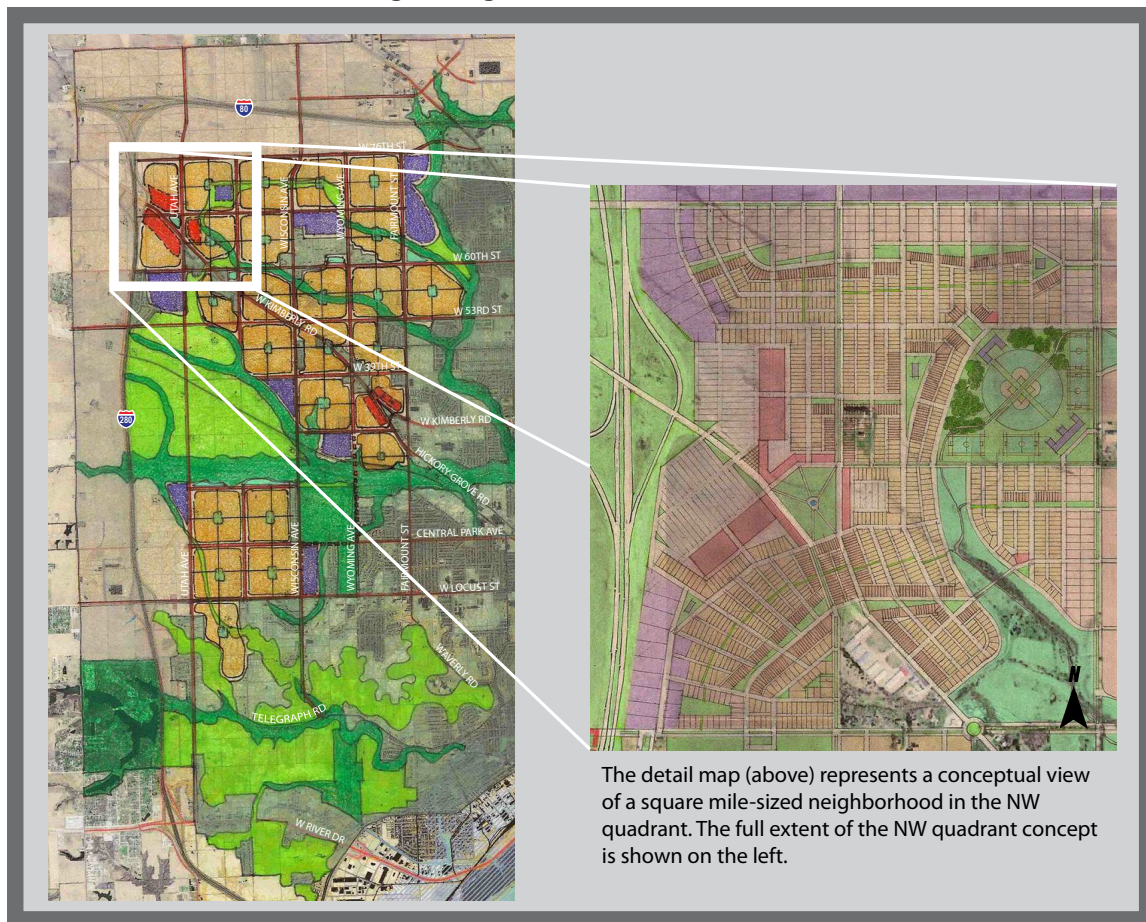 80
W 76TH ST
UTAH AVE
WISCONSIN AVE
WYOMING AVE
FAIRMOUNT ST
W 60TH ST
W KIMBERLY RD
W 53RD ST
W 39TH ST
280
W KIMBERLY RD
HICKORY GROVE RD
UTAH AVE
WISCONSIN AVE
WYOMING AVE
CENTRAL PARK AVE
FAIRMOUNT ST
W LOCUST ST
WAVERLY RD
TELEGRAPH RD
W RIVER DR
N
The detail map (above) represents a conceptual view
of a square mile-sized neighborhood in the NW
quadrant. The full extent of the NW quadrant concept
is shown on the left.